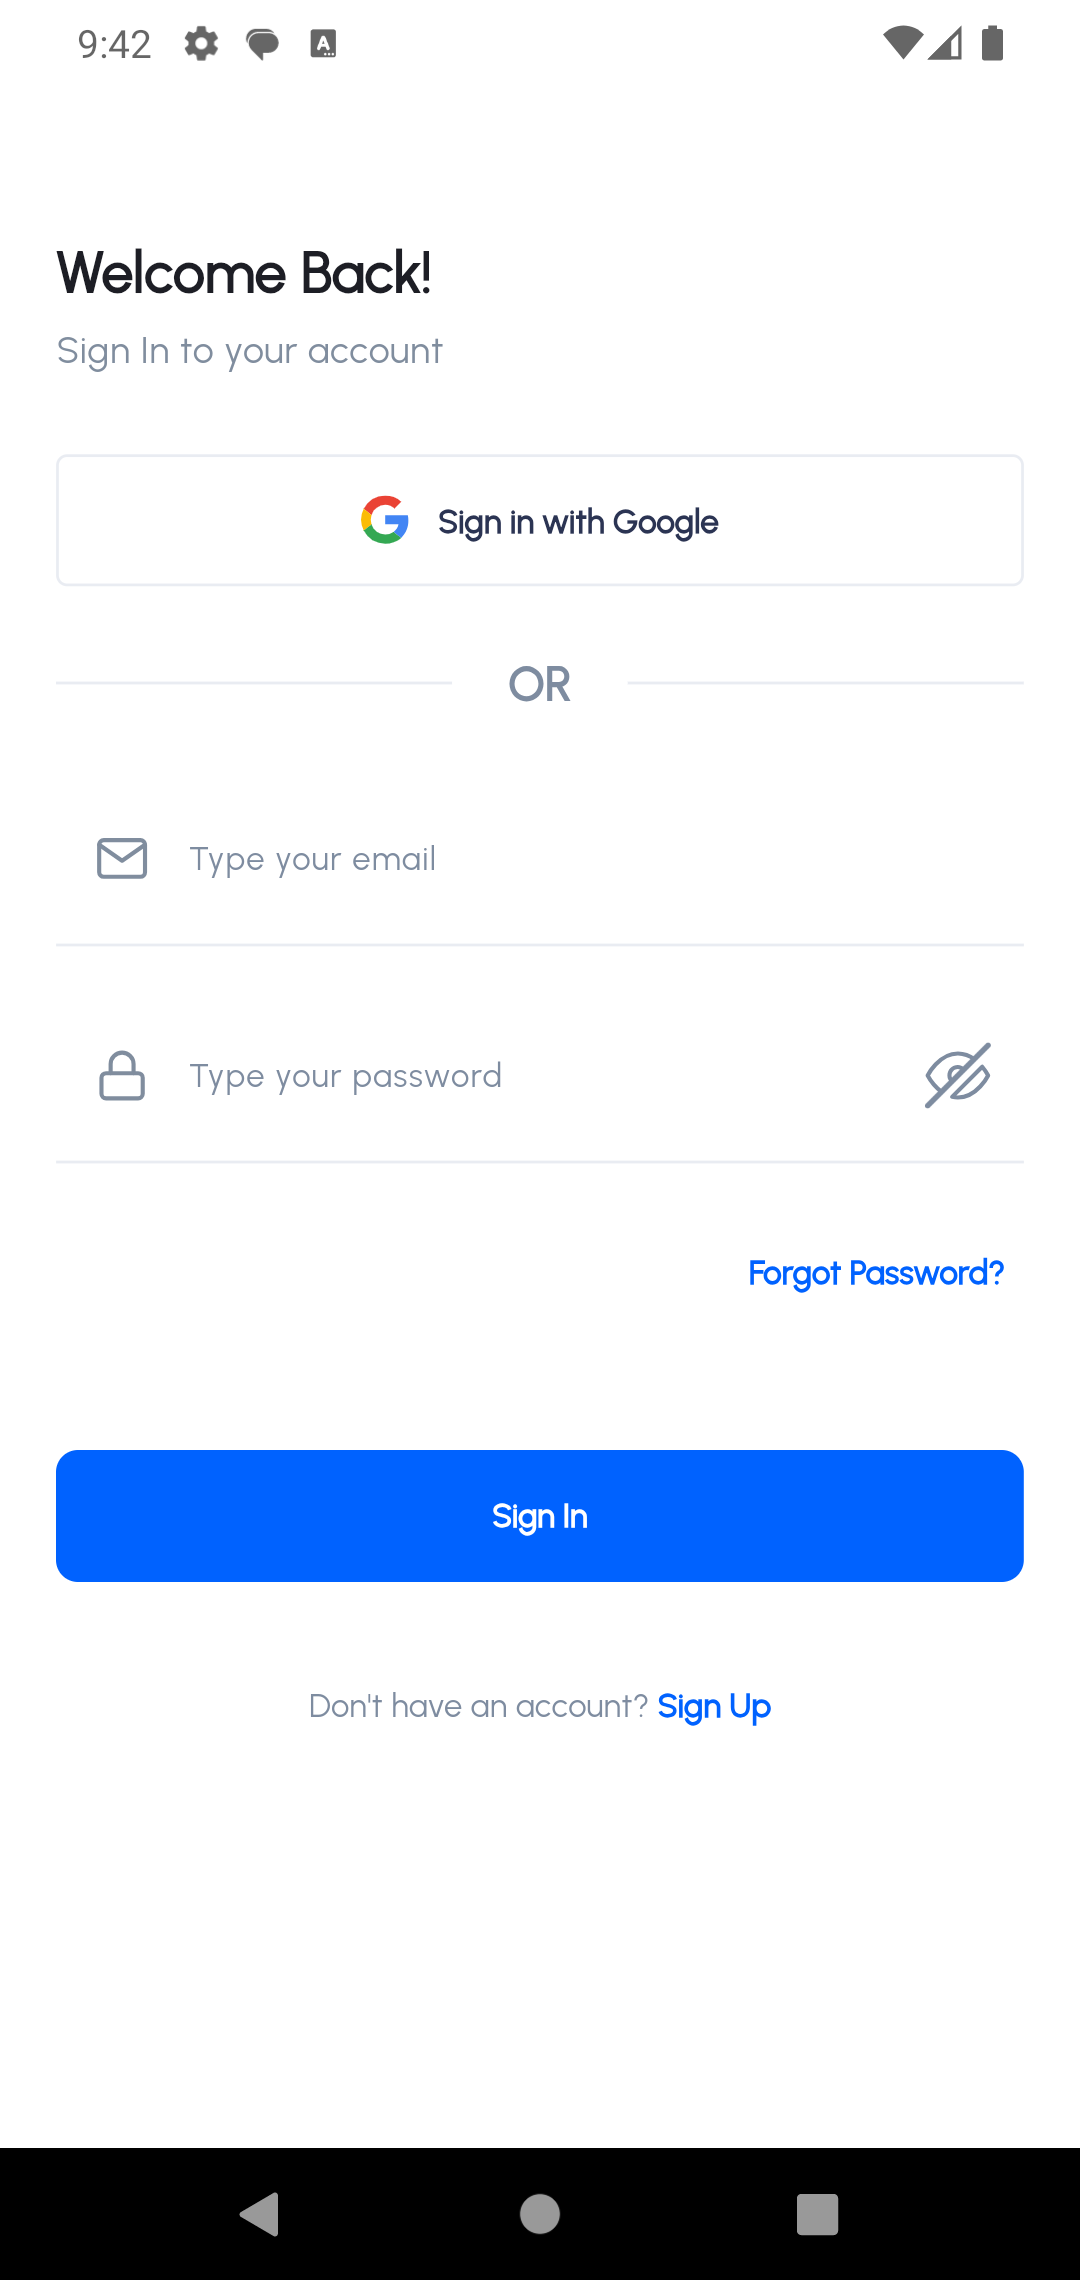 9:42
Welcome Back!
Sign In to your account
Sign in with Google
OR
Type your email
Type your password
Forgot Password?
Sign In
Don't have an account? Sign Up